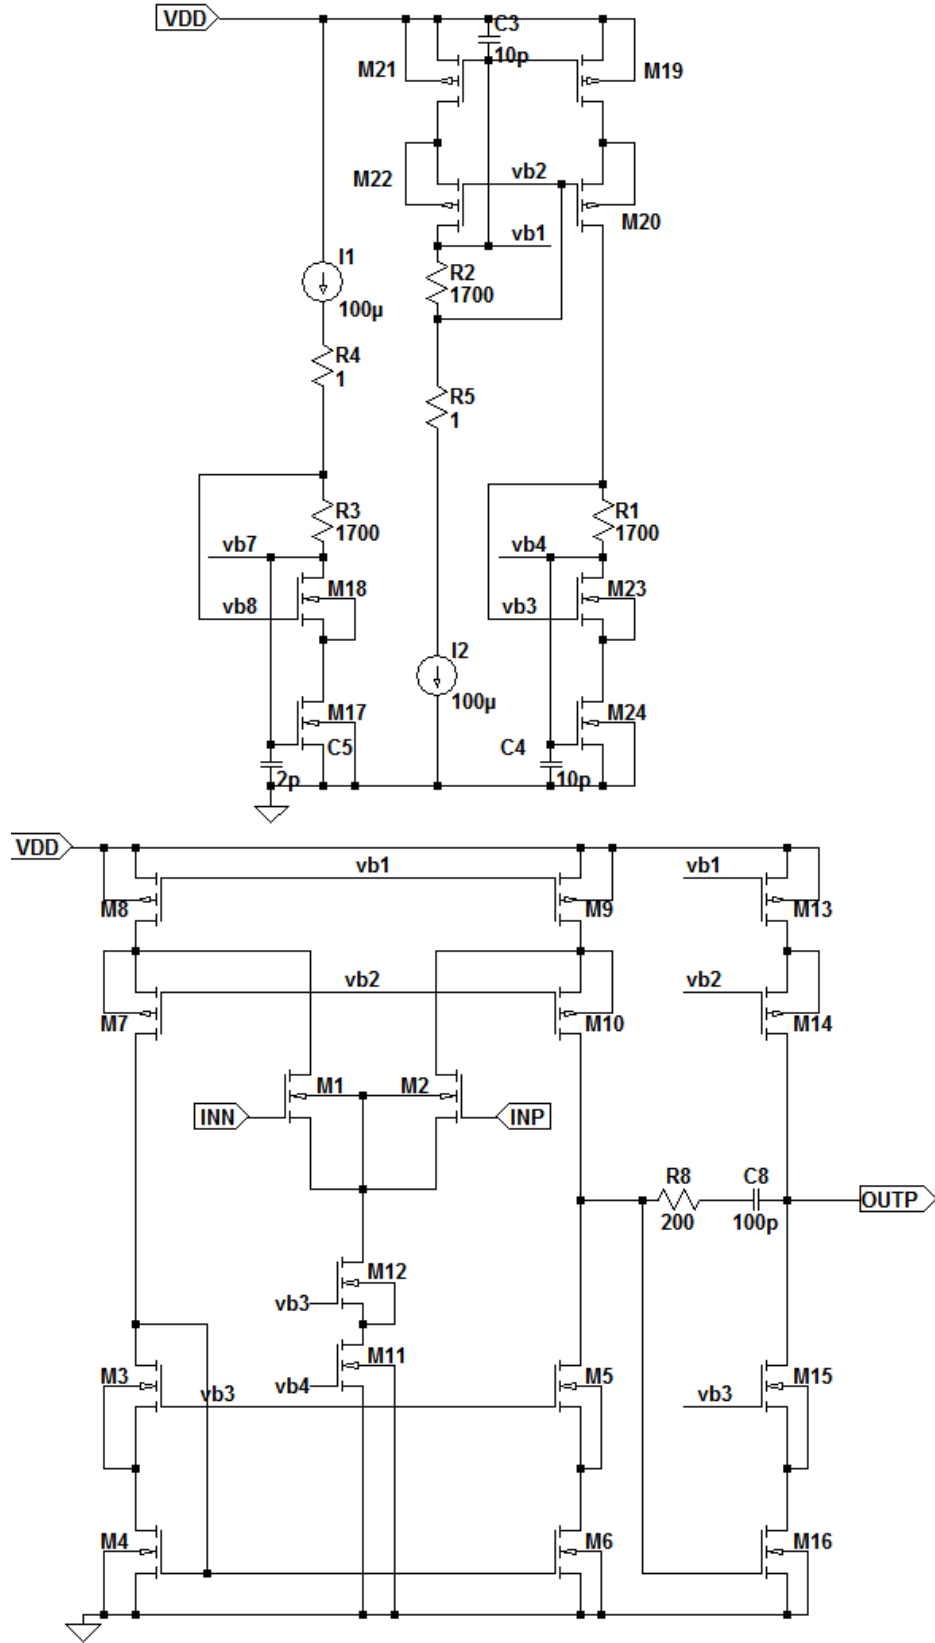 VDD
C3
10p
M21
M19
M22
vb2
M20
vb1
I1
100µ
R2
1700
R4
1
R5
1
R3
1700
R1
1700
vb7
vb4
M18
M23
vb8
vb3
I2
100µ
M17
M24
C5
C4
2p
10p
VDD
vb1
vb1
M8
M9
M13
vb2
vb2
M7
M10
M14
M1
M2
INN
INP
R8
C8
200
100p
OUTP
M12
vb3
M11
vb4
M3
vb3
M5
vb3
M15
M4
M6
M16